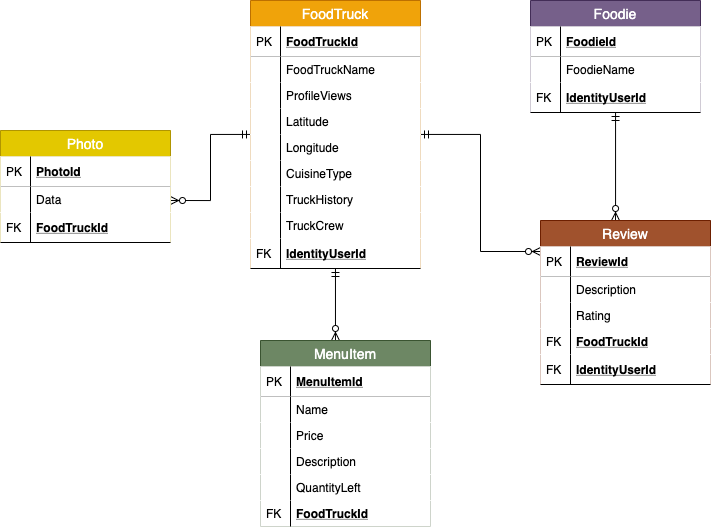 FoodTruck
PK FoodTruckId
FoodTruckName
ProfileViews
Latitude
Longitude
CuisineType
TruckHistory
TruckCrew
FK IdentityUserId
Foodie
PK FoodieId
FoodieName
FK IdentityUserId
Photo
PK PhotoId
Data
FK FoodTruckId
Review
PK ReviewId
Description
Rating
FK FoodTruckId
FK IdentityUserId
MenuItem
PK MenuItemId
Name
Price
Description
QuantityLeft
FK FoodTruckId